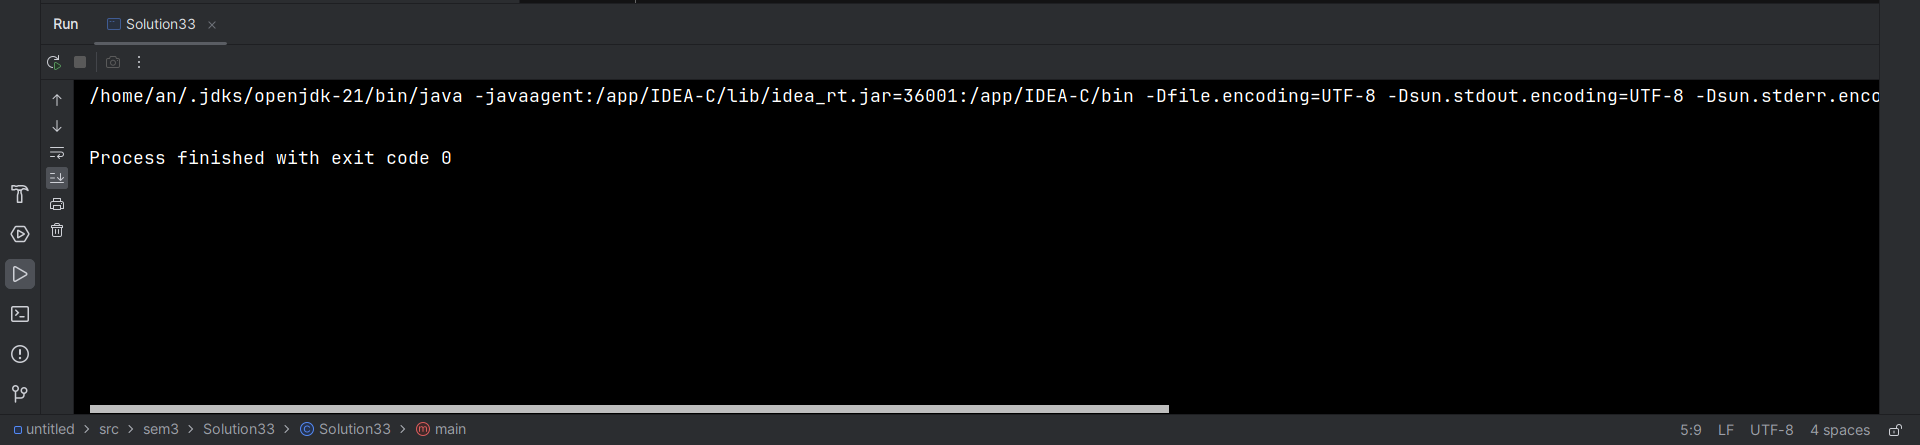 Run Solution33
/home/an/.jdks/openjdk-21/bin/java -javaagent:/app/IDEA-C/lib/idea_rt.jar=36001:/app/IDEA-C/bin -Dfile.encoding=UTF-8 -Dsun.stdout.encoding=UTF-8 -Dsun.stderr.enco
Process finished with exit code 0
untitled > src > sem3 > Solution33 > Solution33 > main 5:9 LF UTF-8 4 spaces